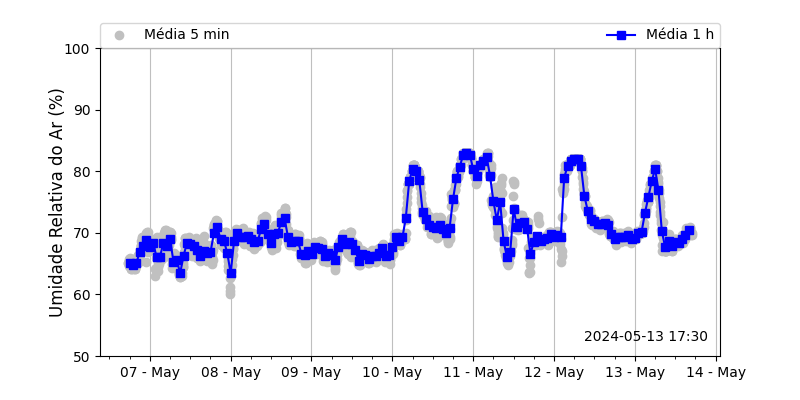 Média 5 min
Média 1 h
Umidade Relativa do Ar (%)
100
90
80
70
60
50
2024-05-13 17:30
07 - May
08 - May
09 - May
10 - May
11 - May
12 - May
13 - May
14 - May